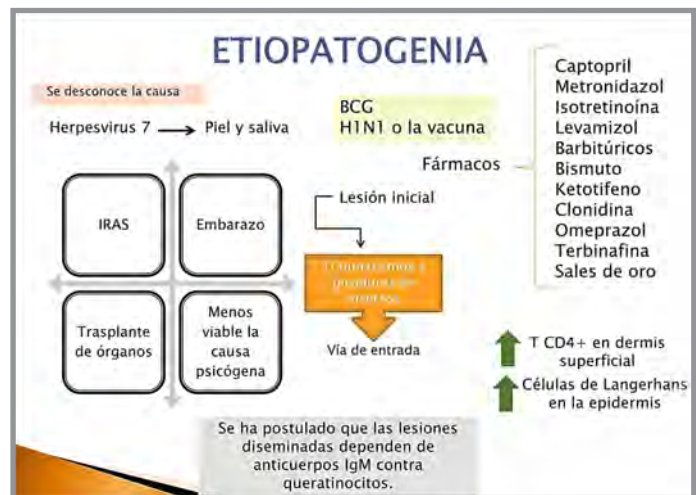 ETIOPATOGENIA
Se desconoce la causa
Herpesvirus 7
Piel y saliva
BCG
H1N1 o la vacuna
Fármacos
Captopril
Metronidazol
Isotretinoína
Levamizol
Barbitúricos
Bismuto
Ketotifeno
Clonidina
Omeprazol
Terbinafina
Sales de oro
IRAS
Embarazo
Trasplante
de órganos
Menos
viable la
causa
psicógena
Lesión inicial
Vía de entrada
T CD4+ en dermis
superficial
Células de Langerhans
en la epidermis
Se ha postulado que las lesiones
diseminadas dependen de
anticuerpos IgM contra
queratinocitos.